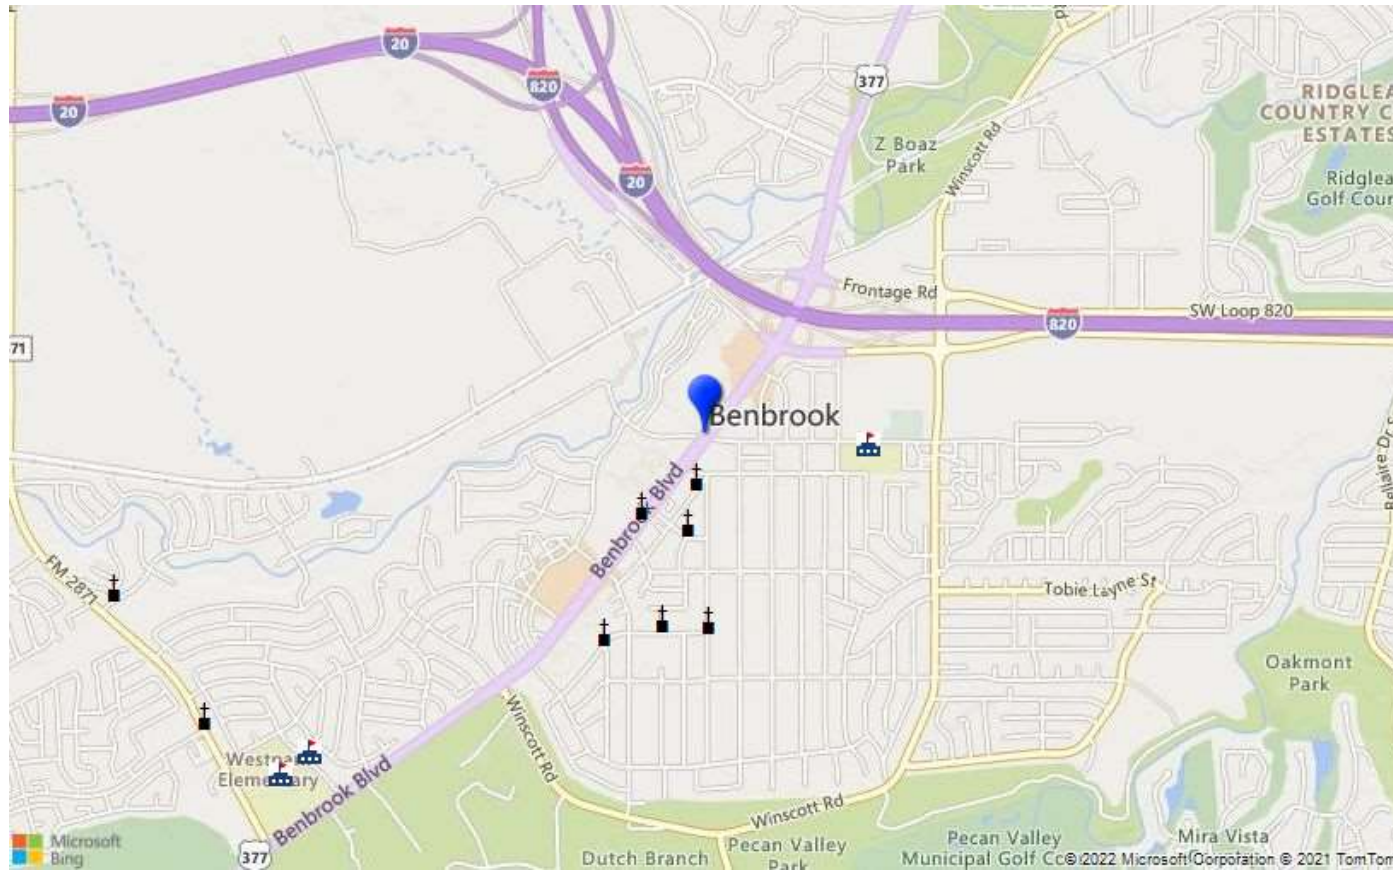 20
820
377
20
RIDGLEA
COUNTRY C
ESTATES
Z Boaz
Park
Winscott Rd
20
Ridglea
Golf Cour
Frontage Rd
SW Loop 820
820
71
Benbrook
Benbrook Blvd
FM 2871
Tobie Layne St
Oakmont
Park
Winscott Rd
Elementary
Benbrook Blvd
Winscott Rd
Microsoft
Bing
377
Dutch Branch
Pecan Valley
Park
Pecan Valley
Municipal Golf Co
Mira Vista
© 2022 Microsoft Corporation © 2021 TomTom